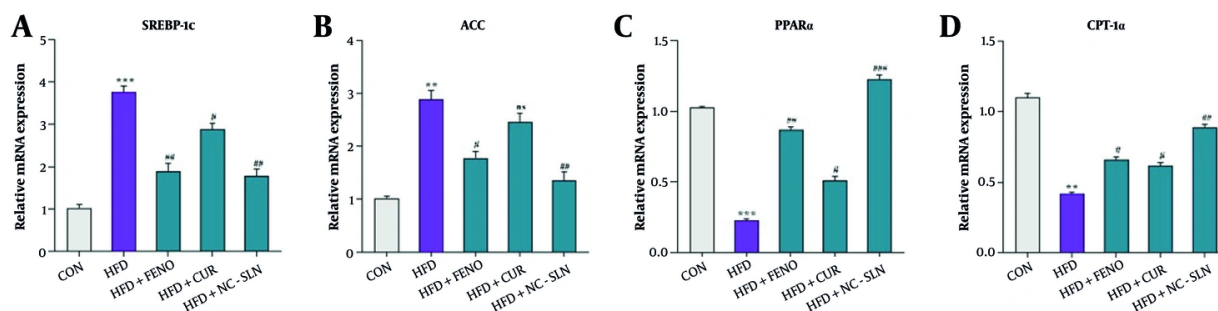 A
SREBP-1c
Relative mRNA expression
5
4
3
2
1
0
***
##
#
##
CON
HFD
HFD + FENO
HFD + CUR
HFD + NC - SLN
B
ACC
Relative mRNA expression
4
3
2
1
0
**
#
ns
##
CON
HFD
HFD + FENO
HFD + CUR
HFD + NC - SLN
C
PPARα
Relative mRNA expression
1.5
1.0
0.5
0.0
***
##
#
###
CON
HFD
HFD + FENO
HFD + CUR
HFD + NC - SLN
D
CPT-1α
Relative mRNA expression
1.5
1.0
0.5
0.0
**
#
#
##
CON
HFD
HFD + FENO
HFD + CUR
HFD + NC - SLN